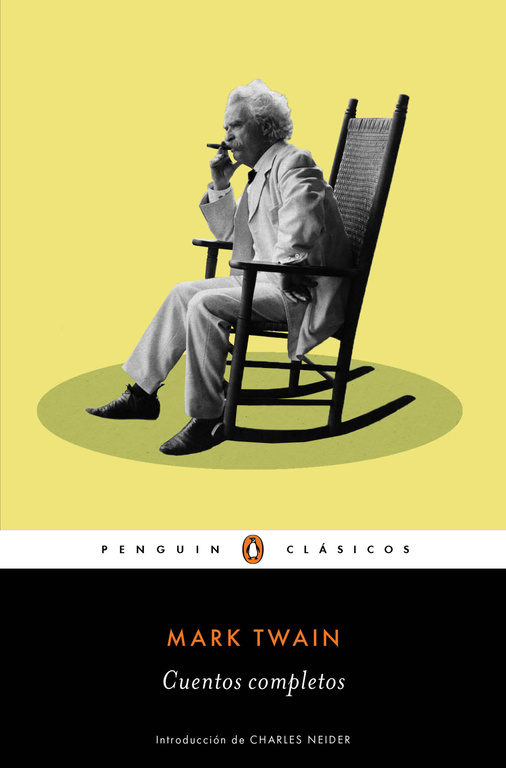 PENGUIN CLÁSICOS
MARK TWAIN
Cuentos completos
Introducción de CHARLES NEIDER